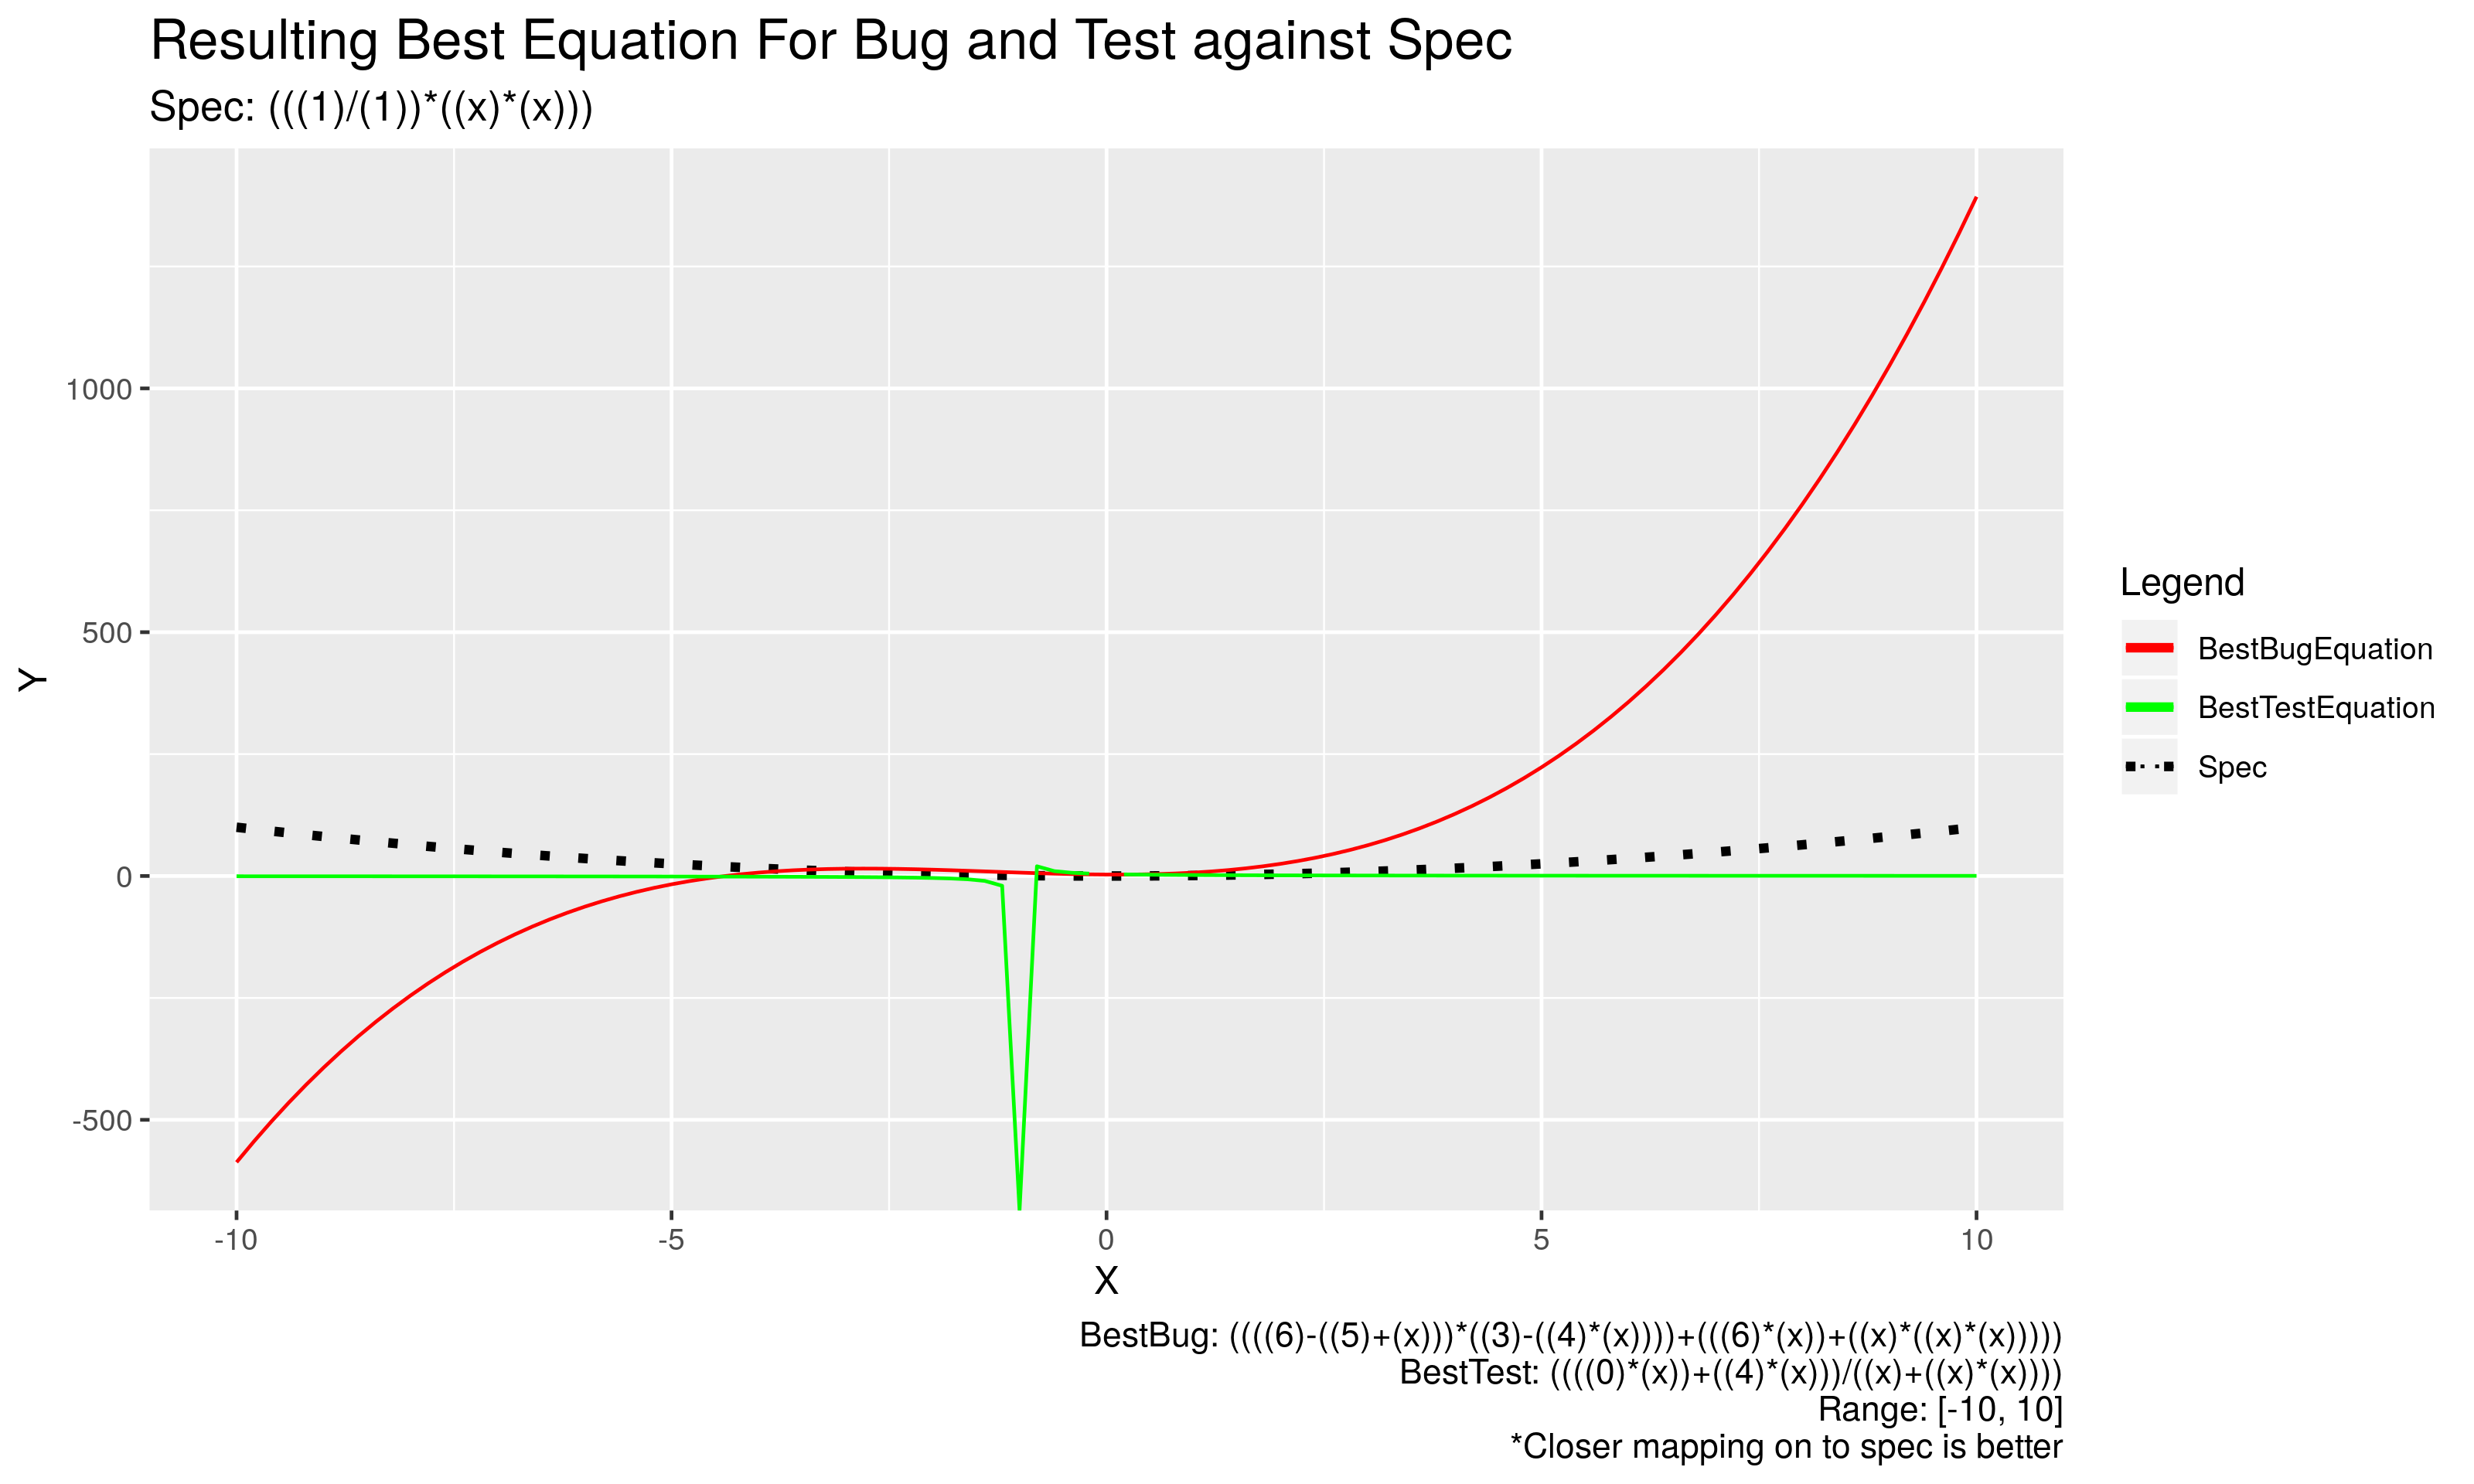 Resulting Best Equation For Bug and Test against Spec
Spec: (((1)/(1))*((x)*(x)))
Y
1000
500
0
-500
-10
-5
0
5
10
X
Legend
BestBugEquation
BestTestEquation
Spec
BestBug: ((((6)-((5)+(x)))*((3)-((4)*(x))))+(((6)*(x))+((x)*((x)*(x)))))
BestTest: ((((0)*(x))+((4)*(x)))/((x)+((x)*(x))))
Range: [-10, 10]
*Closer mapping on to spec is better